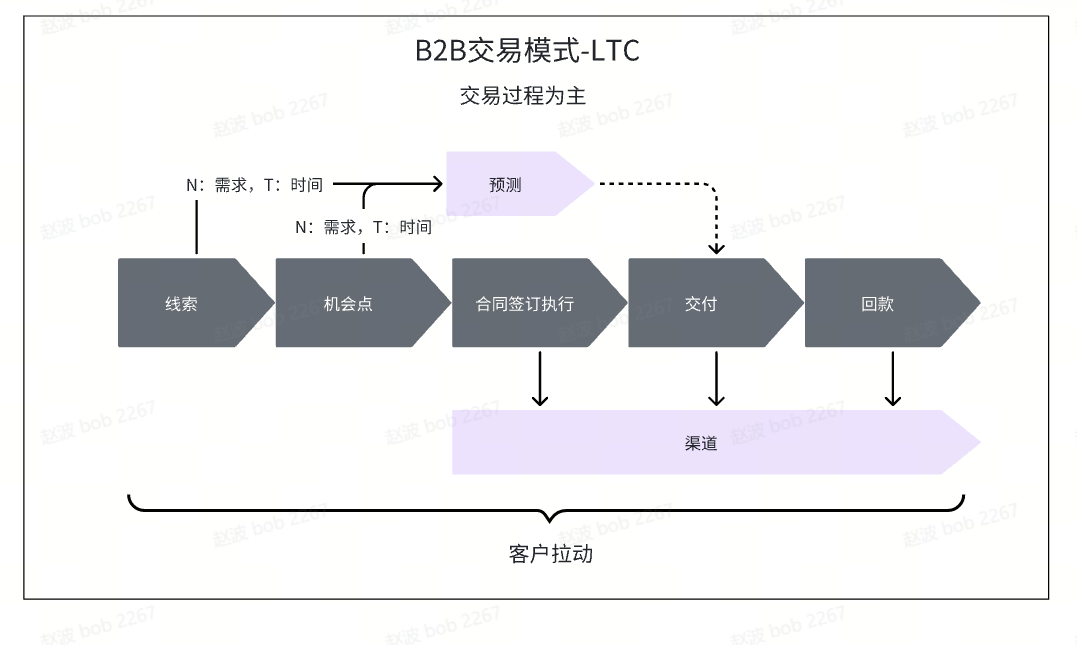 B2B交易模式-LTC
交易过程为主
N：需求，T：时间
预测
N：需求，T：时间
线索
机会点
合同签订执行
交付
回款
渠道
客户拉动
赵波 bob 2267